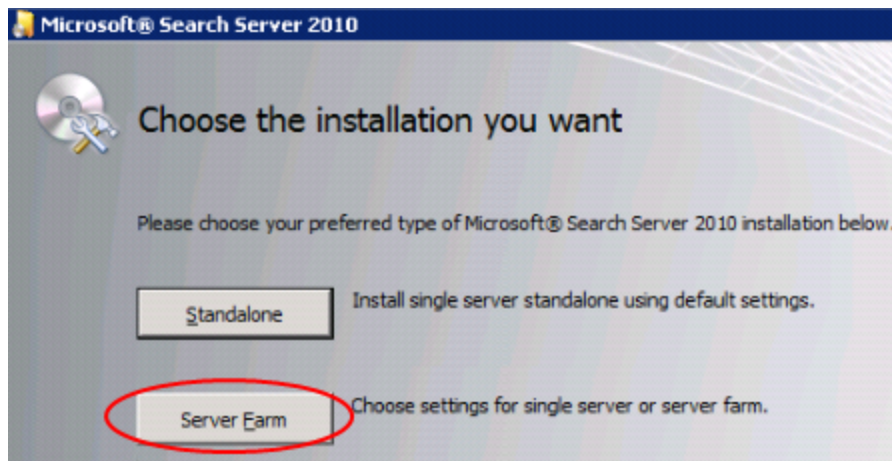 Microsoft® Search Server 2010
Choose the installation you want
Please choose your preferred type of Microsoft® Search Server 2010 installation below.
Standalone
Install single server standalone using default settings.
Server Farm
Choose settings for single server or server farm.